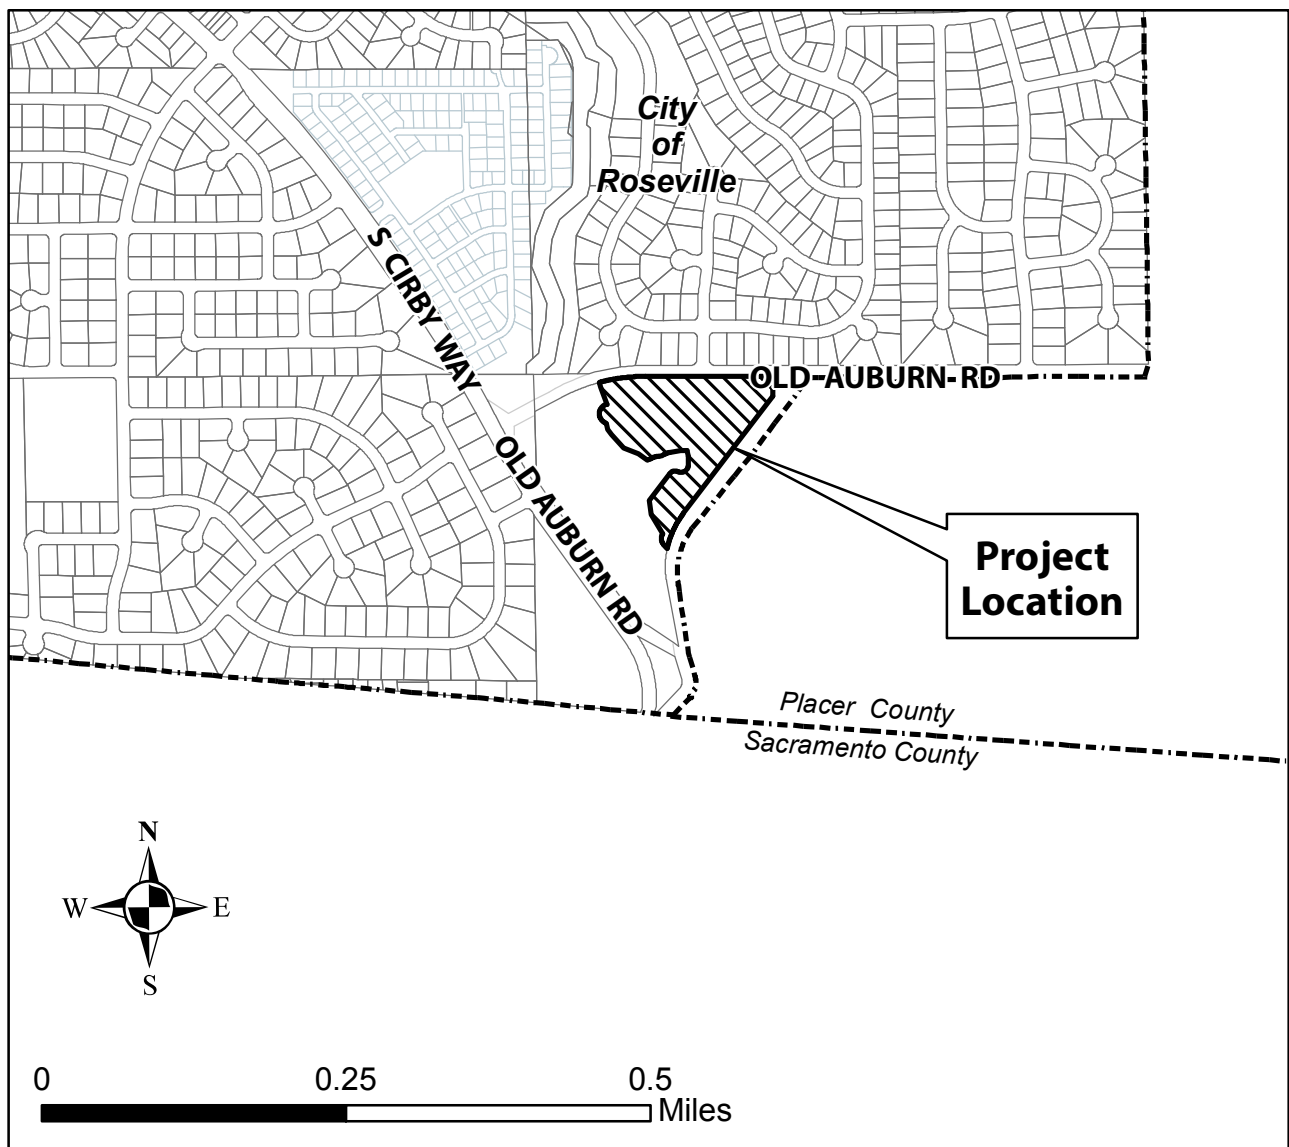 City
of
Roseville
S CIRBY WAY
OLD AUBURN RD
OLD AUBURN RD
Project
Location
Placer County
Sacramento County
N
W E
S
0 0.25 0.5
Miles